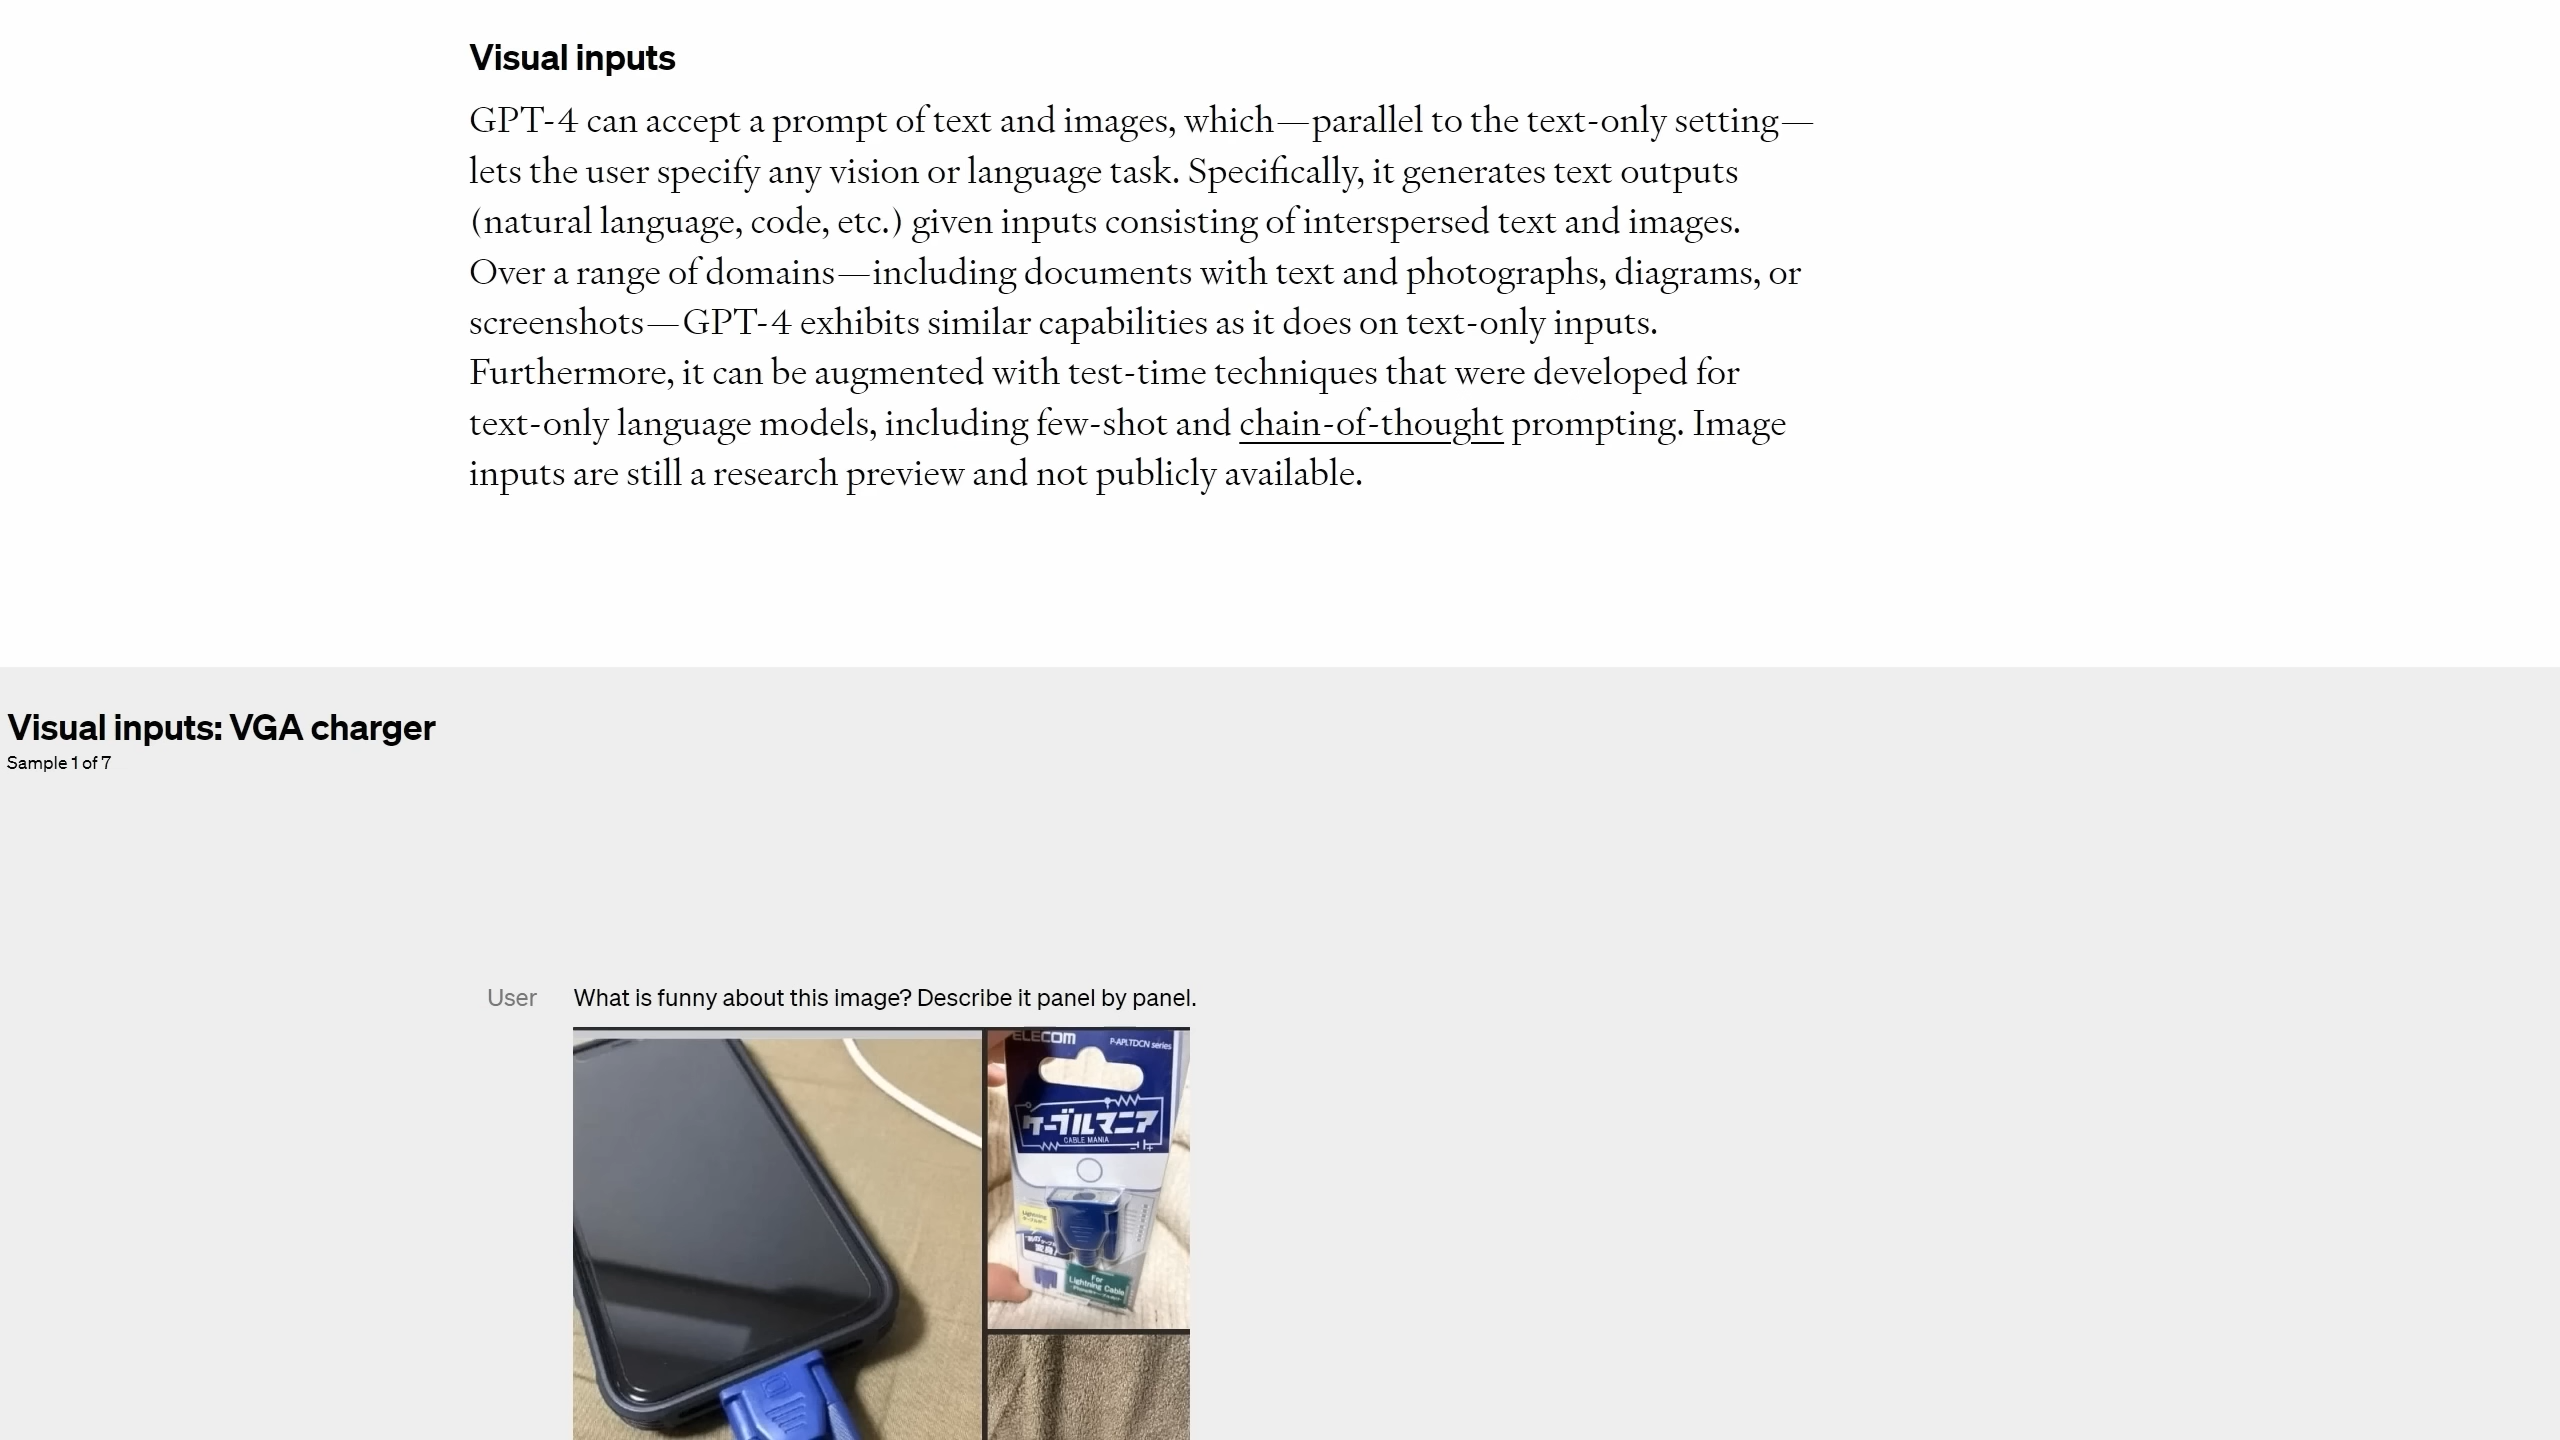 Visual inputs
GPT-4 can accept a prompt of text and images, which—parallel to the text-only setting—
lets the user specify any vision or language task. Specifically, it generates text outputs
(natural language, code, etc.) given inputs consisting of interspersed text and images.
Over a range of domains—including documents with text and photographs, diagrams, or
screenshots—GPT-4 exhibits similar capabilities as it does on text-only inputs.
Furthermore, it can be augmented with test-time techniques that were developed for
text-only language models, including few-shot and chain-of-thought prompting. Image
inputs are still a research preview and not publicly available.
Visual inputs: VGA charger
Sample 1 of 7
User What is funny about this image? Describe it panel by panel.
ELECOM
P-APLTDCN series
ケーブルマニア
CABLE MANIA
Lightning
変身
For
Lightning Cable